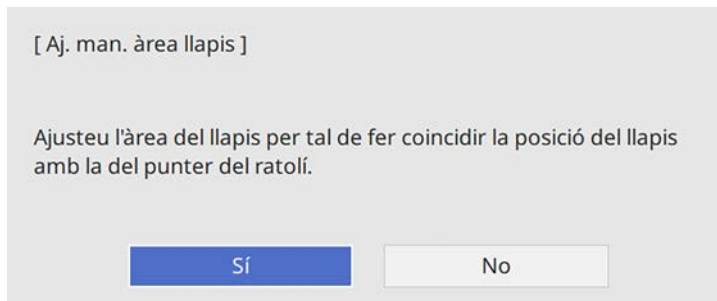 [ Aj. man. àrea llapis ]
Ajusteu l'àrea del llapis per tal de fer coincidir la posició del llapis
amb la del punter del ratolí.
Sí
No